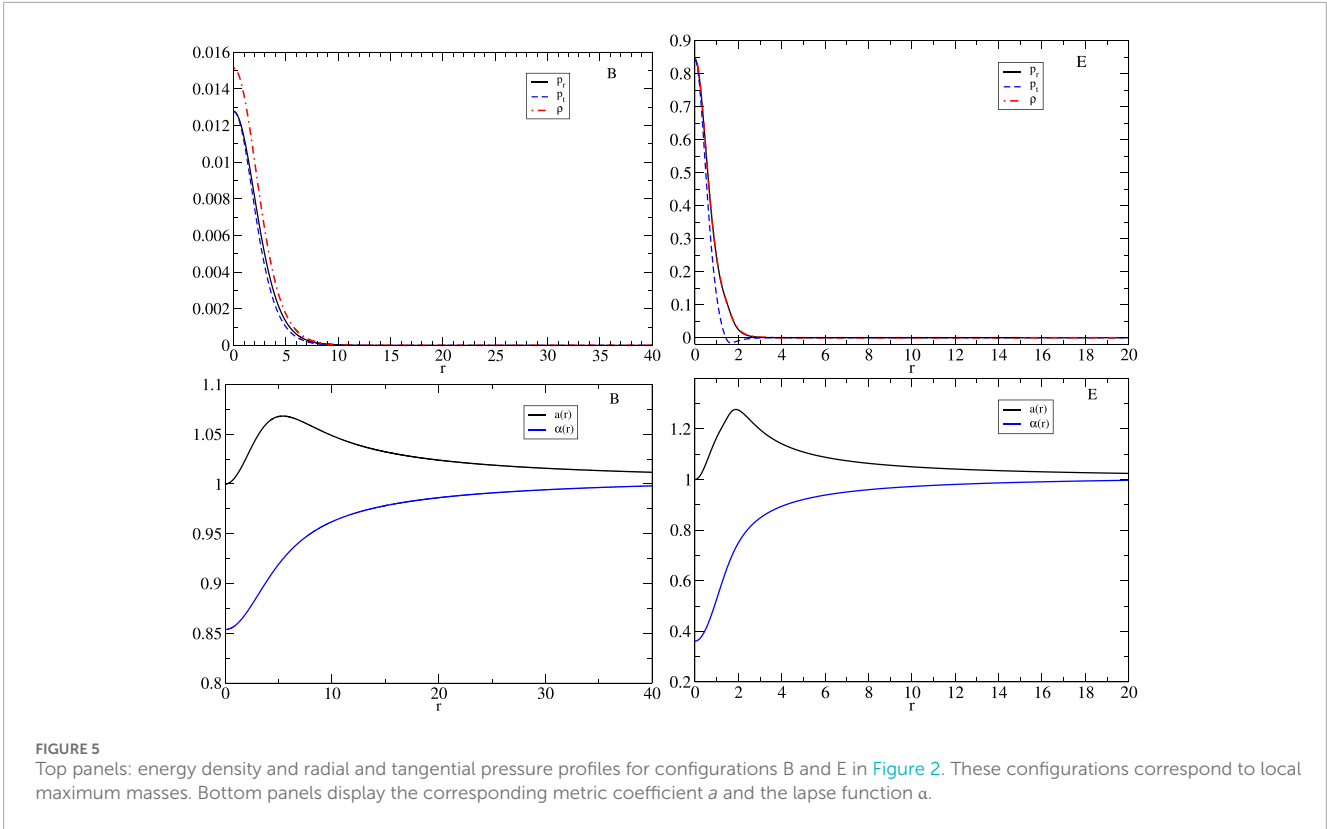 0.016
0.014
0.012
0.01
0.008
0.006
0.004
0.002
0
0 5 10 15 20 25 30 35 40
r
B
p_r
p_t
ρ
0.9
0.8
0.7
0.6
0.5
0.4
0.3
0.2
0.1
0
0 2 4 6 8 10 12 14 16 18 20
r
E
p_r
p_t
ρ
1.1
1.05
1
0.95
0.9
0.85
0.8
0 10 20 30 40
r
B
a(r)
α(r)
1.2
1
0.8
0.6
0.4
0.2
0 2 4 6 8 10 12 14 16 18 20
r
E
a(r)
α(r)
FIGURE 5
Top panels: energy density and radial and tangential pressure profiles for configurations B and E in Figure 2. These configurations correspond to local
maximum masses. Bottom panels display the corresponding metric coefficient a and the lapse function α.